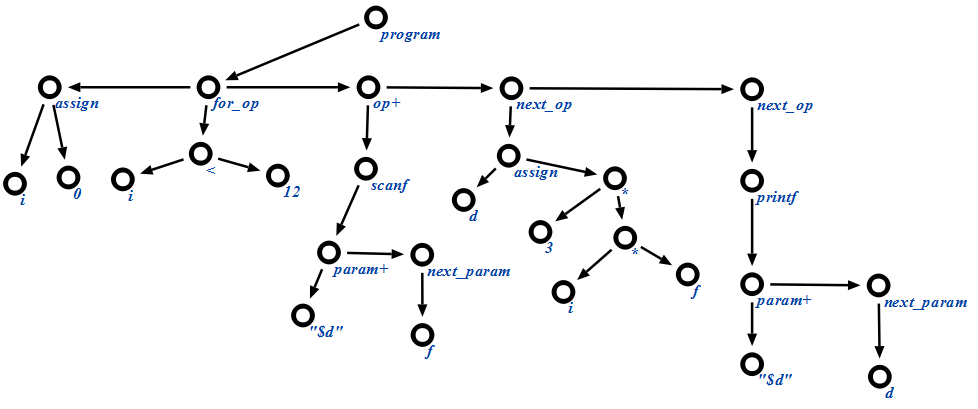 program
assign
for_op
op+
next_op
next_op
i
0
i
<
12
scanf
assign
*
printf
d
3
*
param+
next_param
i
f
param+
next_param
"$d"
f
"$d"
d